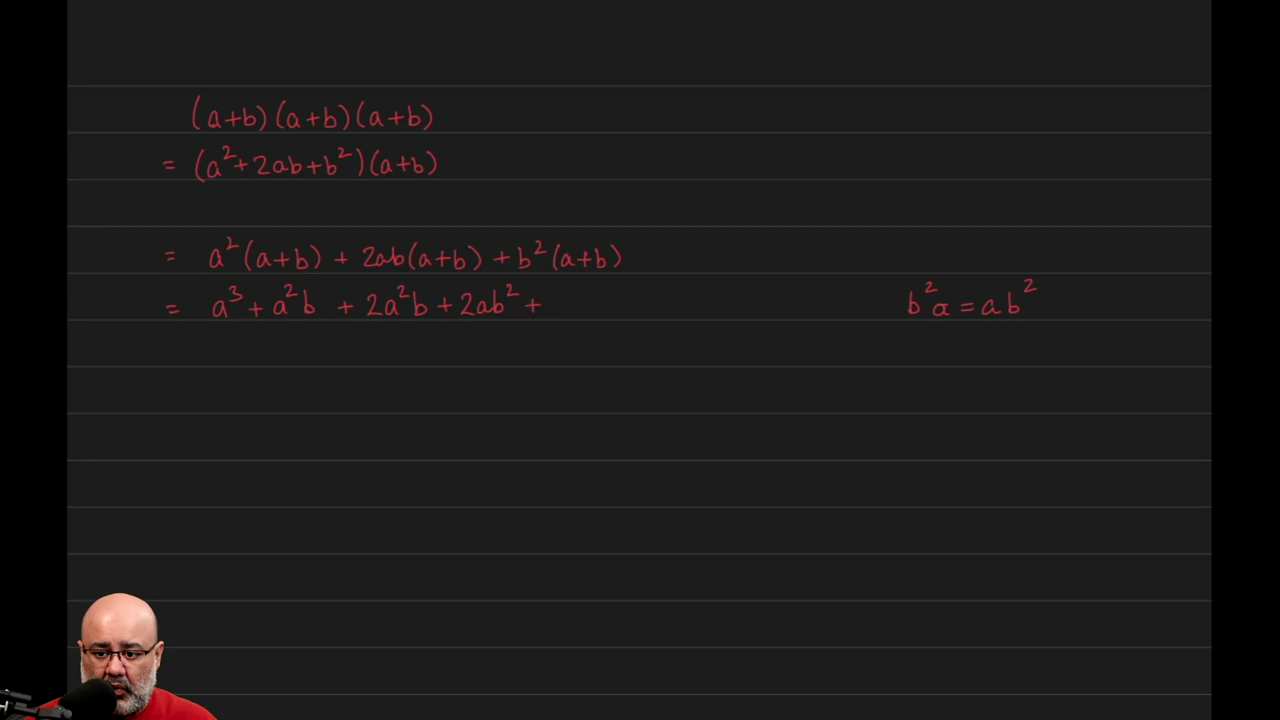 (a+b)(a+b)(a+b)
= (a²+2ab+b²)(a+b)
= a²(a+b) + 2ab(a+b) + b²(a+b)
= a³ + a²b + 2a²b + 2ab² +
b²a = ab²